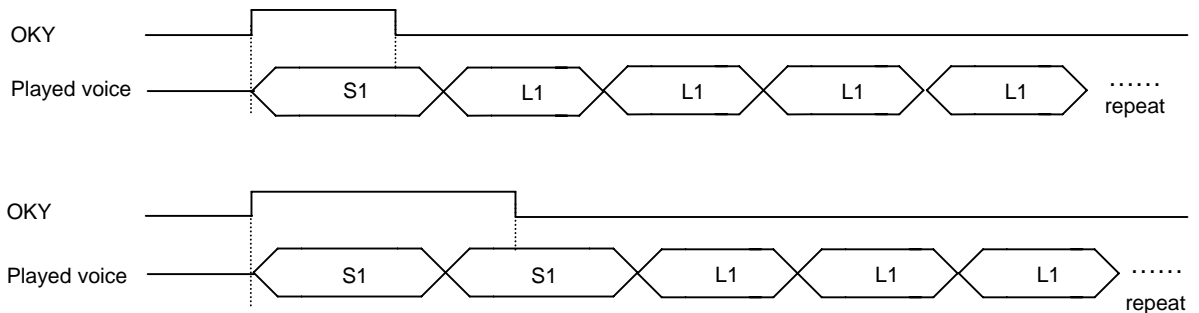 OKY
Played voice S1 L1 L1 L1 L1 ......
repeat
OKY
Played voice S1 S1 L1 L1 L1 ......
repeat